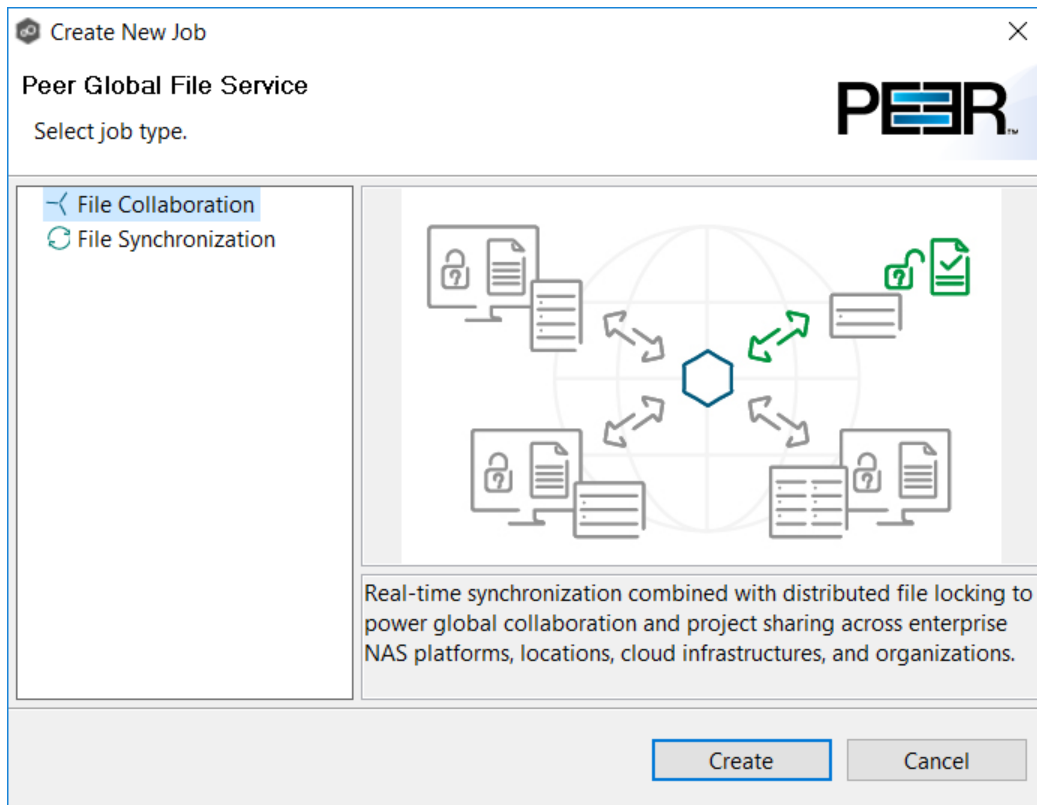 Create New Job
Peer Global File Service
Select job type.
PEER™
File Collaboration
File Synchronization
Real-time synchronization combined with distributed file locking to
power global collaboration and project sharing across enterprise
NAS platforms, locations, cloud infrastructures, and organizations.
Create
Cancel